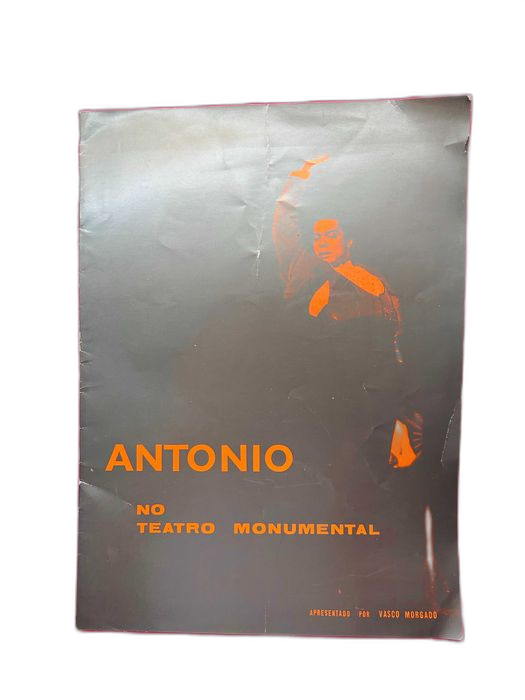 ANTONIO
NO
TEATRO MONUMENTAL
APRESENTADO POR VASCO MORGADO